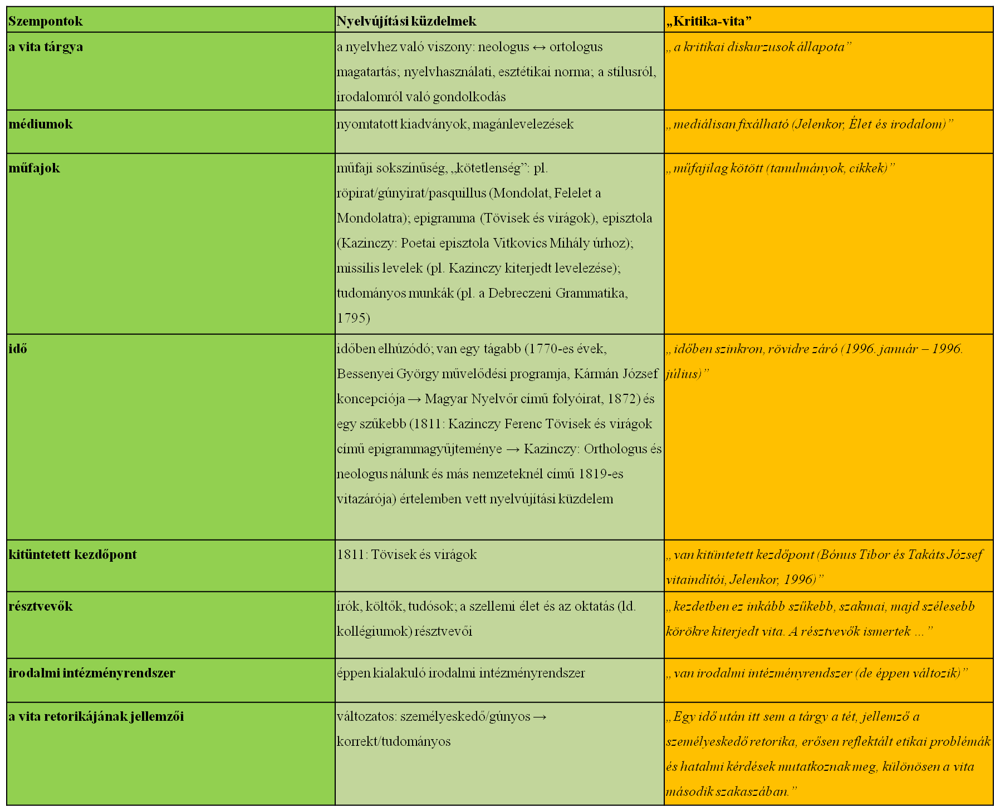 Szempontok
Nyelvújítási küzdelmek
„Kritika-vita”
a vita tárgya
a nyelvhez való viszony: neologus ↔ ortologus
magatartás; nyelvhasználati, esztétikai norma; a stílusról,
irodalomról való gondolkodás
„a kritikai diskurzusok állapota”
médiumok
nyomtatott kiadványok, magánlevelezések
„mediálisan fixálható (Jelenkor, Élet és irodalom)”
műfajok
műfaji sokszínűség, „kötetlenség”: pl.
röpirat/gúnyirat/pasquillus (Mondolat, Felelet a
Mondolatra); epigramma (Tövisek és virágok), episztola
(Kazinczy: Poetai episztola Vitkovics Mihály úrhoz);
missilis levelek (pl. Kazinczy kiterjedt levelezése);
tudományos munkák (pl. a Debreczeni Grammatika,
1795)
„műfajilag kötött (tanulmányok, cikkek)”
idő
időben elhúzódó; van egy tágabb (1770-es évek,
Bessenyei György művelődési programja, Kármán József
koncepciója → Magyar Nyelvőr című folyóirat, 1872) és
egy szűkebb (1811: Kazinczy Ferenc Tövisek és virágok
című epigrammagyűjteménye → Kazinczy: Orthologus és
neologus nálunk és más nemzeteknél című 1819-es
vitazárója) értelemben vett nyelvújítási küzdelem
„időben szinkron, rövidre záró (1996. január – 1996.
július)”
kitüntetett kezdőpont
1811: Tövisek és virágok
„van kitüntetett kezdőpont (Bónus Tibor és Takáts József
vitaindítói, Jelenkor, 1996)”
résztvevők
írók, költők, tudósok; a szellemi élet és az oktatás (ld.
kollégiumok) résztvevői
„kezdetben ez inkább szűkebb, szakmai, majd szélesebb
körökre kiterjedt vita. A résztvevők ismertek …”
irodalmi intézményrendszer
éppen kialakuló irodalmi intézményrendszer
„van irodalmi intézményrendszer (de éppen változik)”
a vita retorikájának jellemzői
változatos: személyeskedő/gúnyos →
korrekt/tudományos
„Egy idő után itt sem a tárgy a tét, jellemző a
személyeskedő retorika, erősen reflektált etikai problémák
és hatalmi kérdések mutatkoznak meg, különösen a vita
második szakaszában.”